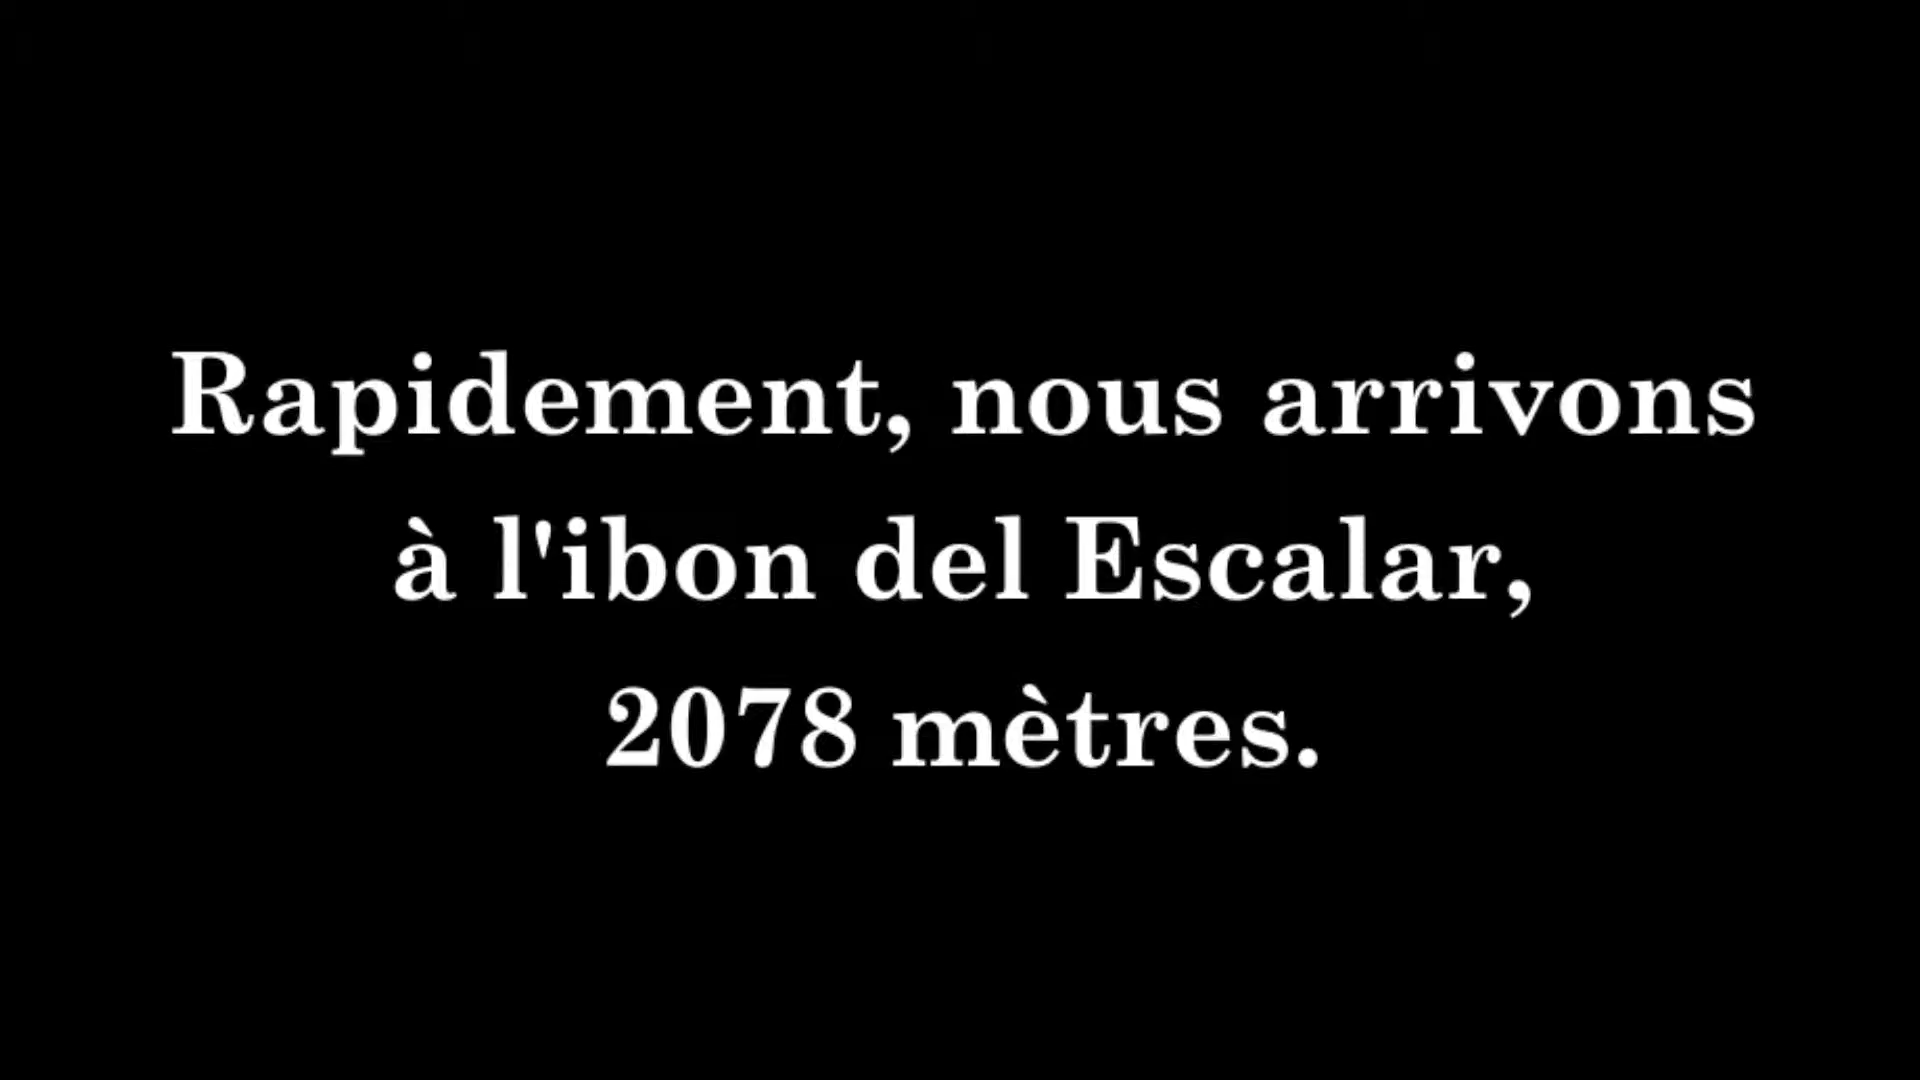 Rapidement, nous arrivons
à l'ibon del Escalar,
2078 mètres.